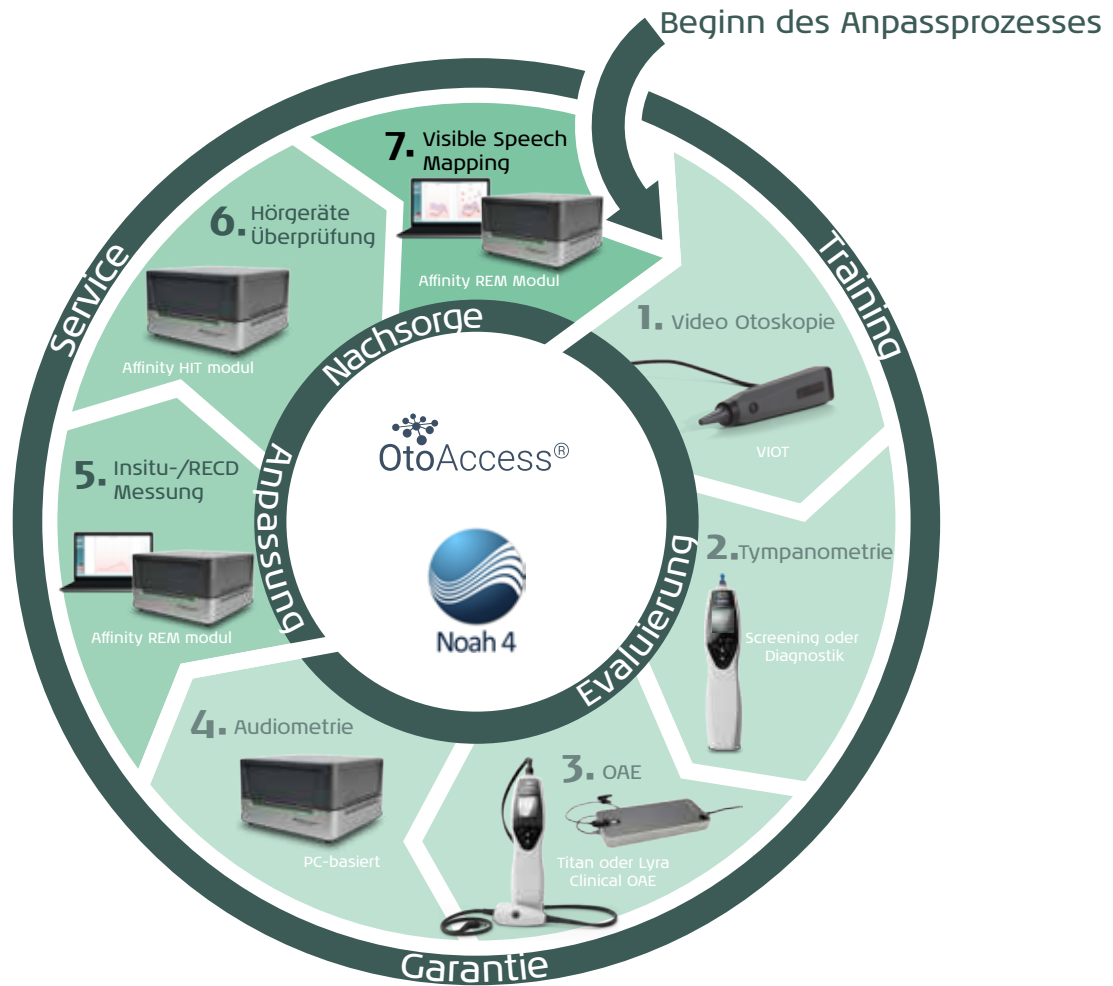 Beginn des Anpassprozesses
7. Visible Speech
Mapping
Affinity REM Modul
6. Hörgeräte
Überprüfung
Affinity HIT modul
Service
Training
Nachsorge
1. Video Otoskopie
VIOT
OtoAccess®
Anpassung
5. Insitu-/RECD
Messung
Affinity REM modul
Noah 4
Evaluierung
2. Tympanometrie
Screening oder
Diagnostik
4. Audiometrie
PC-basiert
3. OAE
Titan oder Lyra
Clinical OAE
Garantie